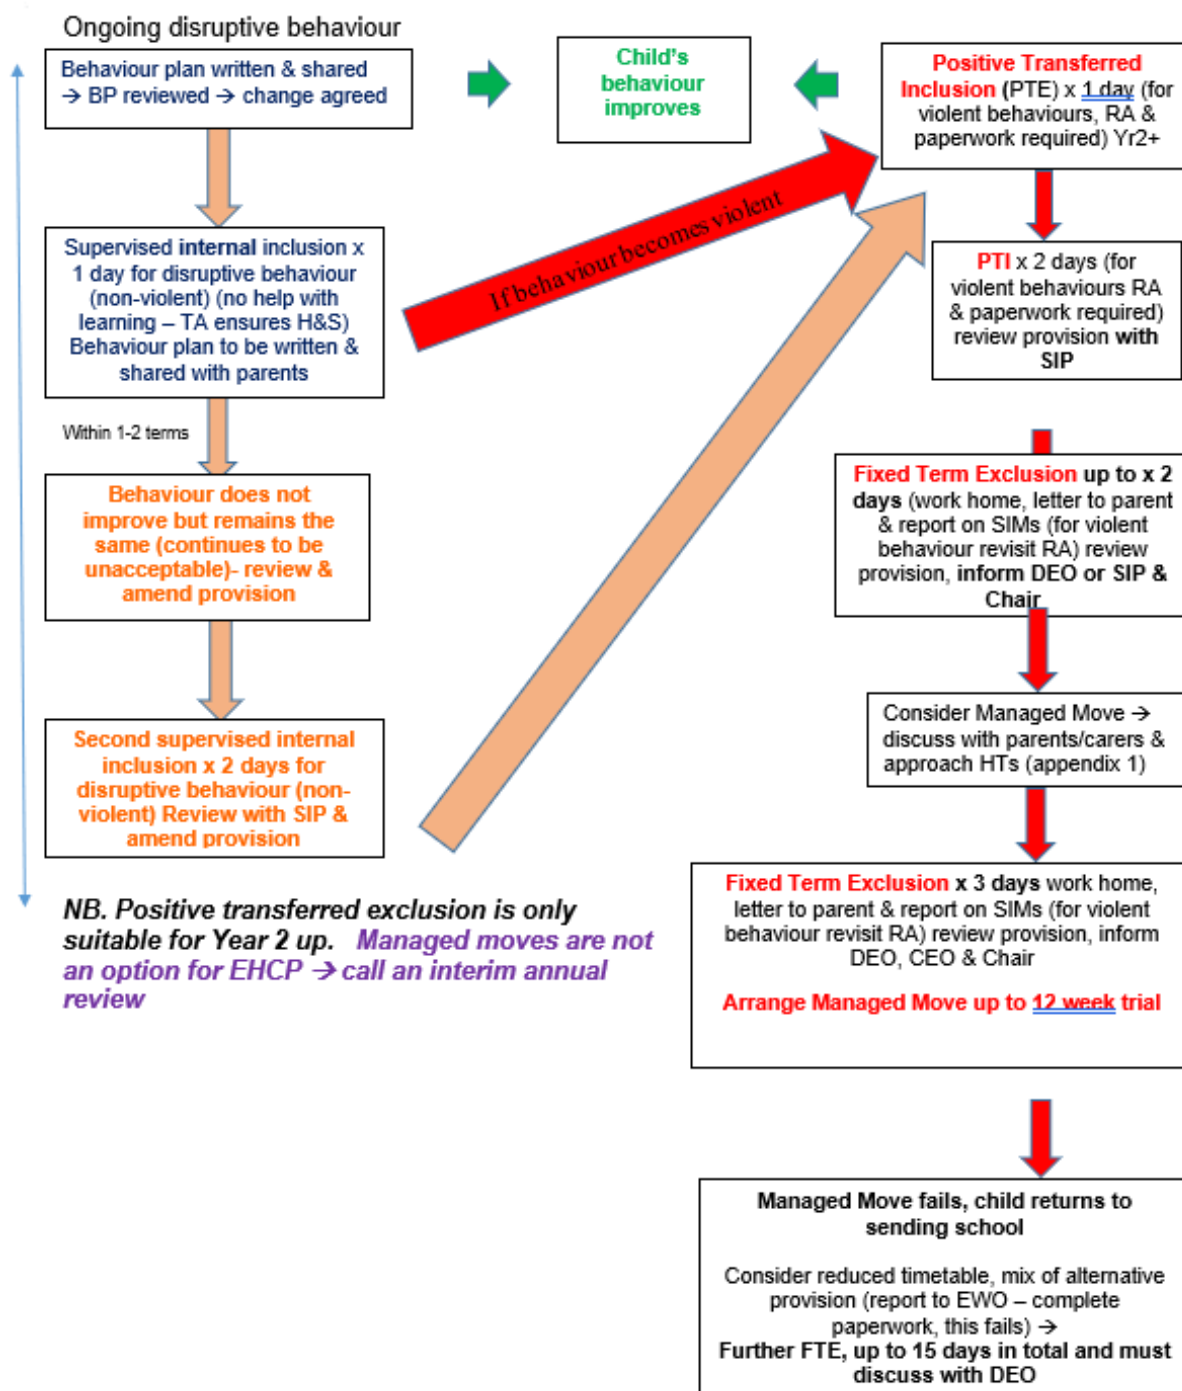 Ongoing disruptive behaviour
Behaviour plan written & shared
→ BP reviewed → change agreed
Child's
behaviour
improves
Positive Transferred
Inclusion (PTE) x 1 day (for
violent behaviours, RA &
paperwork required) Yr2+
If behaviour becomes violent
Supervised internal inclusion x
1 day for disruptive behaviour
(non-violent) (no help with
learning – TA ensures H&S)
Behaviour plan to be written &
shared with parents
PTI x 2 days (for
violent behaviours RA
& paperwork required)
review provision with
SIP
Within 1-2 terms
Behaviour does not
improve but remains the
same (continues to be
unacceptable)- review &
amend provision
Fixed Term Exclusion up to x 2
days (work home, letter to parent
& report on SIMs (for violent
behaviour revisit RA) review
provision, inform DEO or SIP &
Chair
Second supervised internal
inclusion x 2 days for
disruptive behaviour (non-
violent) Review with SIP &
amend provision
Consider Managed Move →
discuss with parents/carers &
approach HTs (appendix 1)
NB. Positive transferred exclusion is only
suitable for Year 2 up. Managed moves are not
an option for EHCP → call an interim annual
review
Fixed Term Exclusion x 3 days work home,
letter to parent & report on SIMs (for violent
behaviour revisit RA) review provision, inform
DEO, CEO & Chair
Arrange Managed Move up to 12 week trial
Managed Move fails, child returns to
sending school
Consider reduced timetable, mix of alternative
provision (report to EWO – complete
paperwork, this fails) →
Further FTE, up to 15 days in total and must
discuss with DEO